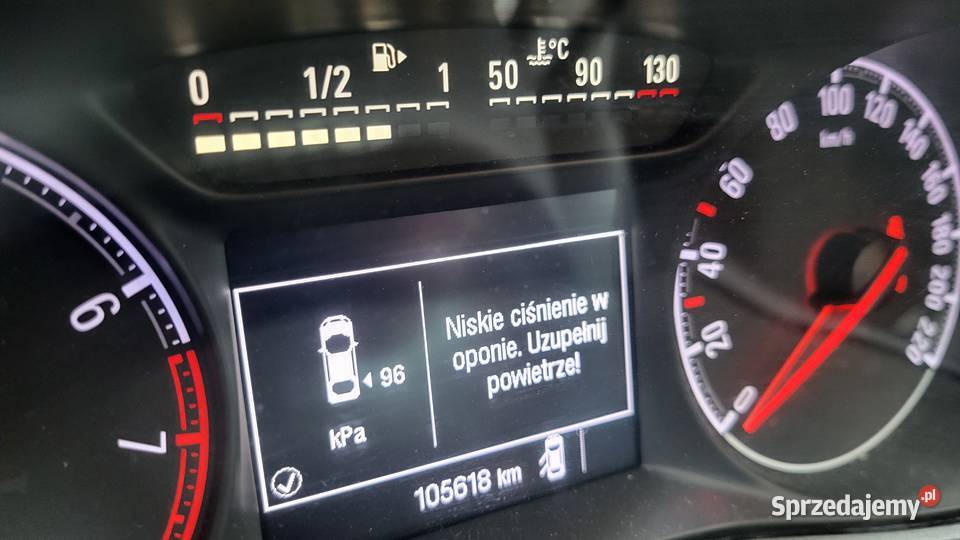 0 1/2 1 50 °C 90 130
Niskie ciśnienie w
oponie. Uzupełnij
powietrze!
96
kPa
105618 km
6
7
0
20
40
60
80
100
120
140
160
180
200
220
km/h
Sprzedajemy.pl